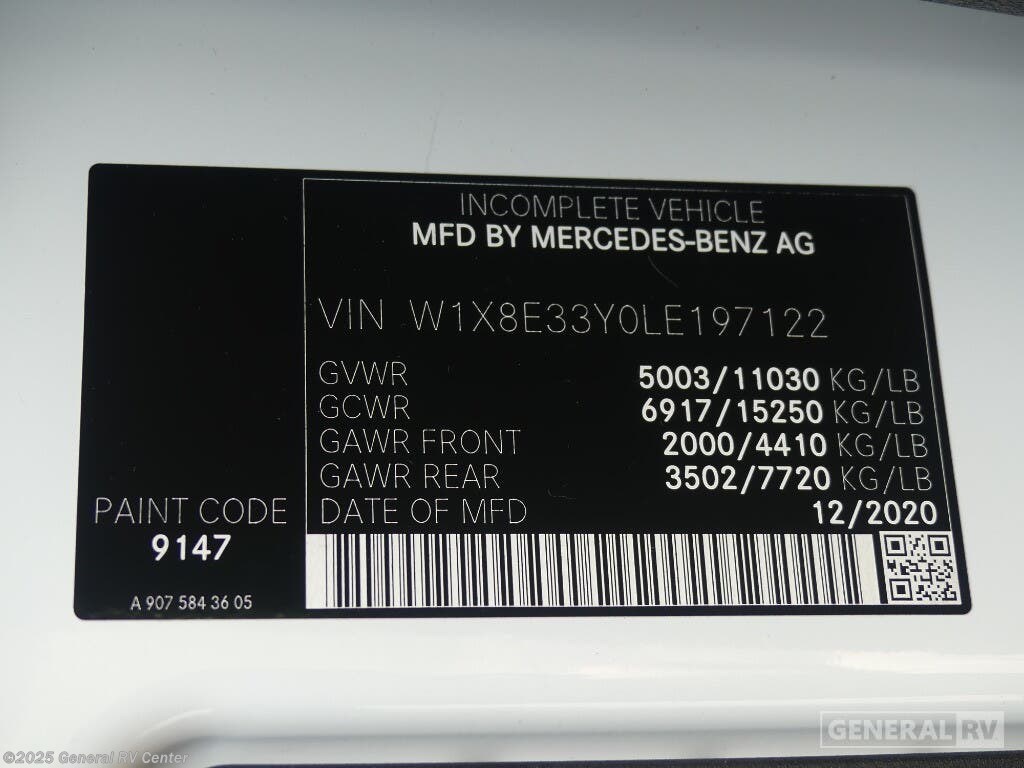 INCOMPLETE VEHICLE
MFD BY MERCEDES-BENZ AG
VIN W1X8E33Y0LE197122
GVWR 5003/11030 KG/LB
GCWR 6917/15250 KG/LB
GAWR FRONT 2000/4410 KG/LB
GAWR REAR 3502/7720 KG/LB
DATE OF MFD 12/2020
PAINT CODE
9147
A 907 584 36 05
GENERAL RV
©2025 General RV Center